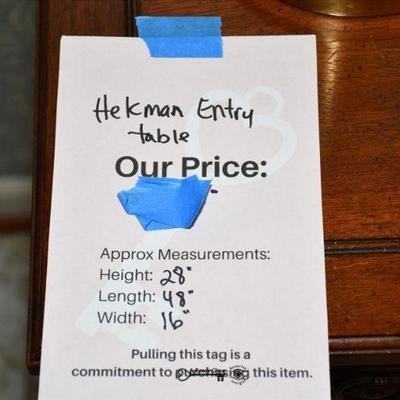 Hekman Entry
table
Our Price:
Approx Measurements:
Height: 28"
Length: 48"
Width: 16"
Pulling this tag is a
commitment to purchasing this item.